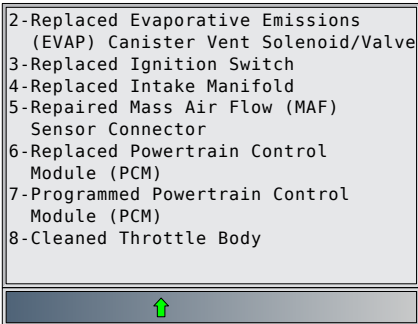 2-Replaced Evaporative Emissions
(EVAP) Canister Vent Solenoid/Valve
3-Replaced Ignition Switch
4-Replaced Intake Manifold
5-Repaired Mass Air Flow (MAF)
Sensor Connector
6-Replaced Powertrain Control
Module (PCM)
7-Programmed Powertrain Control
Module (PCM)
8-Cleaned Throttle Body